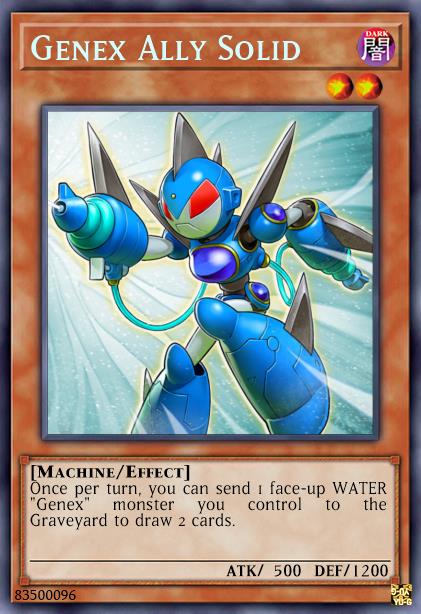 Genex Ally Solid
DARK
闇
[Machine/Effect]
Once per turn, you can send 1 face-up WATER
"Genex" monster you control to the
Graveyard to draw 2 cards.
ATK/ 500 DEF/1200
83500096